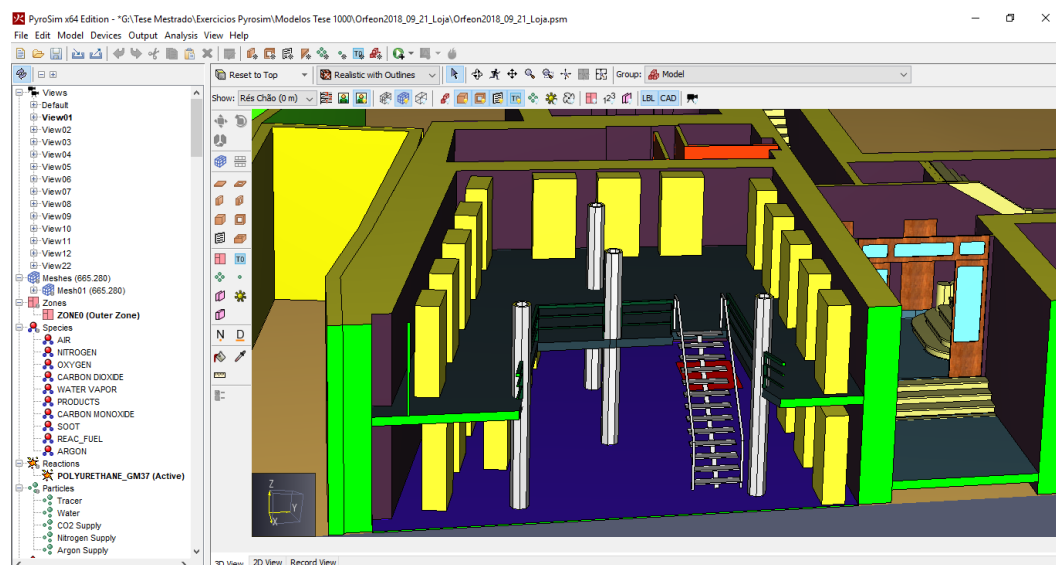 PyroSim x64 Edition - *G:\Tese Mestrado\Exercicios Pyrosim\Modelos Tese 1000\Orfeon2018_09_21_Loja\Orfeon2018_09_21_Loja.psm
File Edit Model Devices Output Analysis View Help
Reset to Top Realistic with Outlines Group: Model
Show: Rés Chão (0 m) LBL CAD
Views
Default
View01
View02
View03
View04
View05
View06
View07
View08
View09
View10
View11
View12
View22
Meshes (665.280)
Mesh01 (665.280)
Zones
ZONE0 (Outer Zone)
Species
AIR
NITROGEN
OXYGEN
CARBON DIOXIDE
WATER VAPOR
PRODUCTS
CARBON MONOXIDE
SOOT
REAC_FUEL
ARGON
Reactions
POLYURETHANE_GM37 (Active)
Particles
Tracer
Water
CO2 Supply
Nitrogen Supply
Argon Supply
N D
Z
Y
X
3D View 2D View Record View